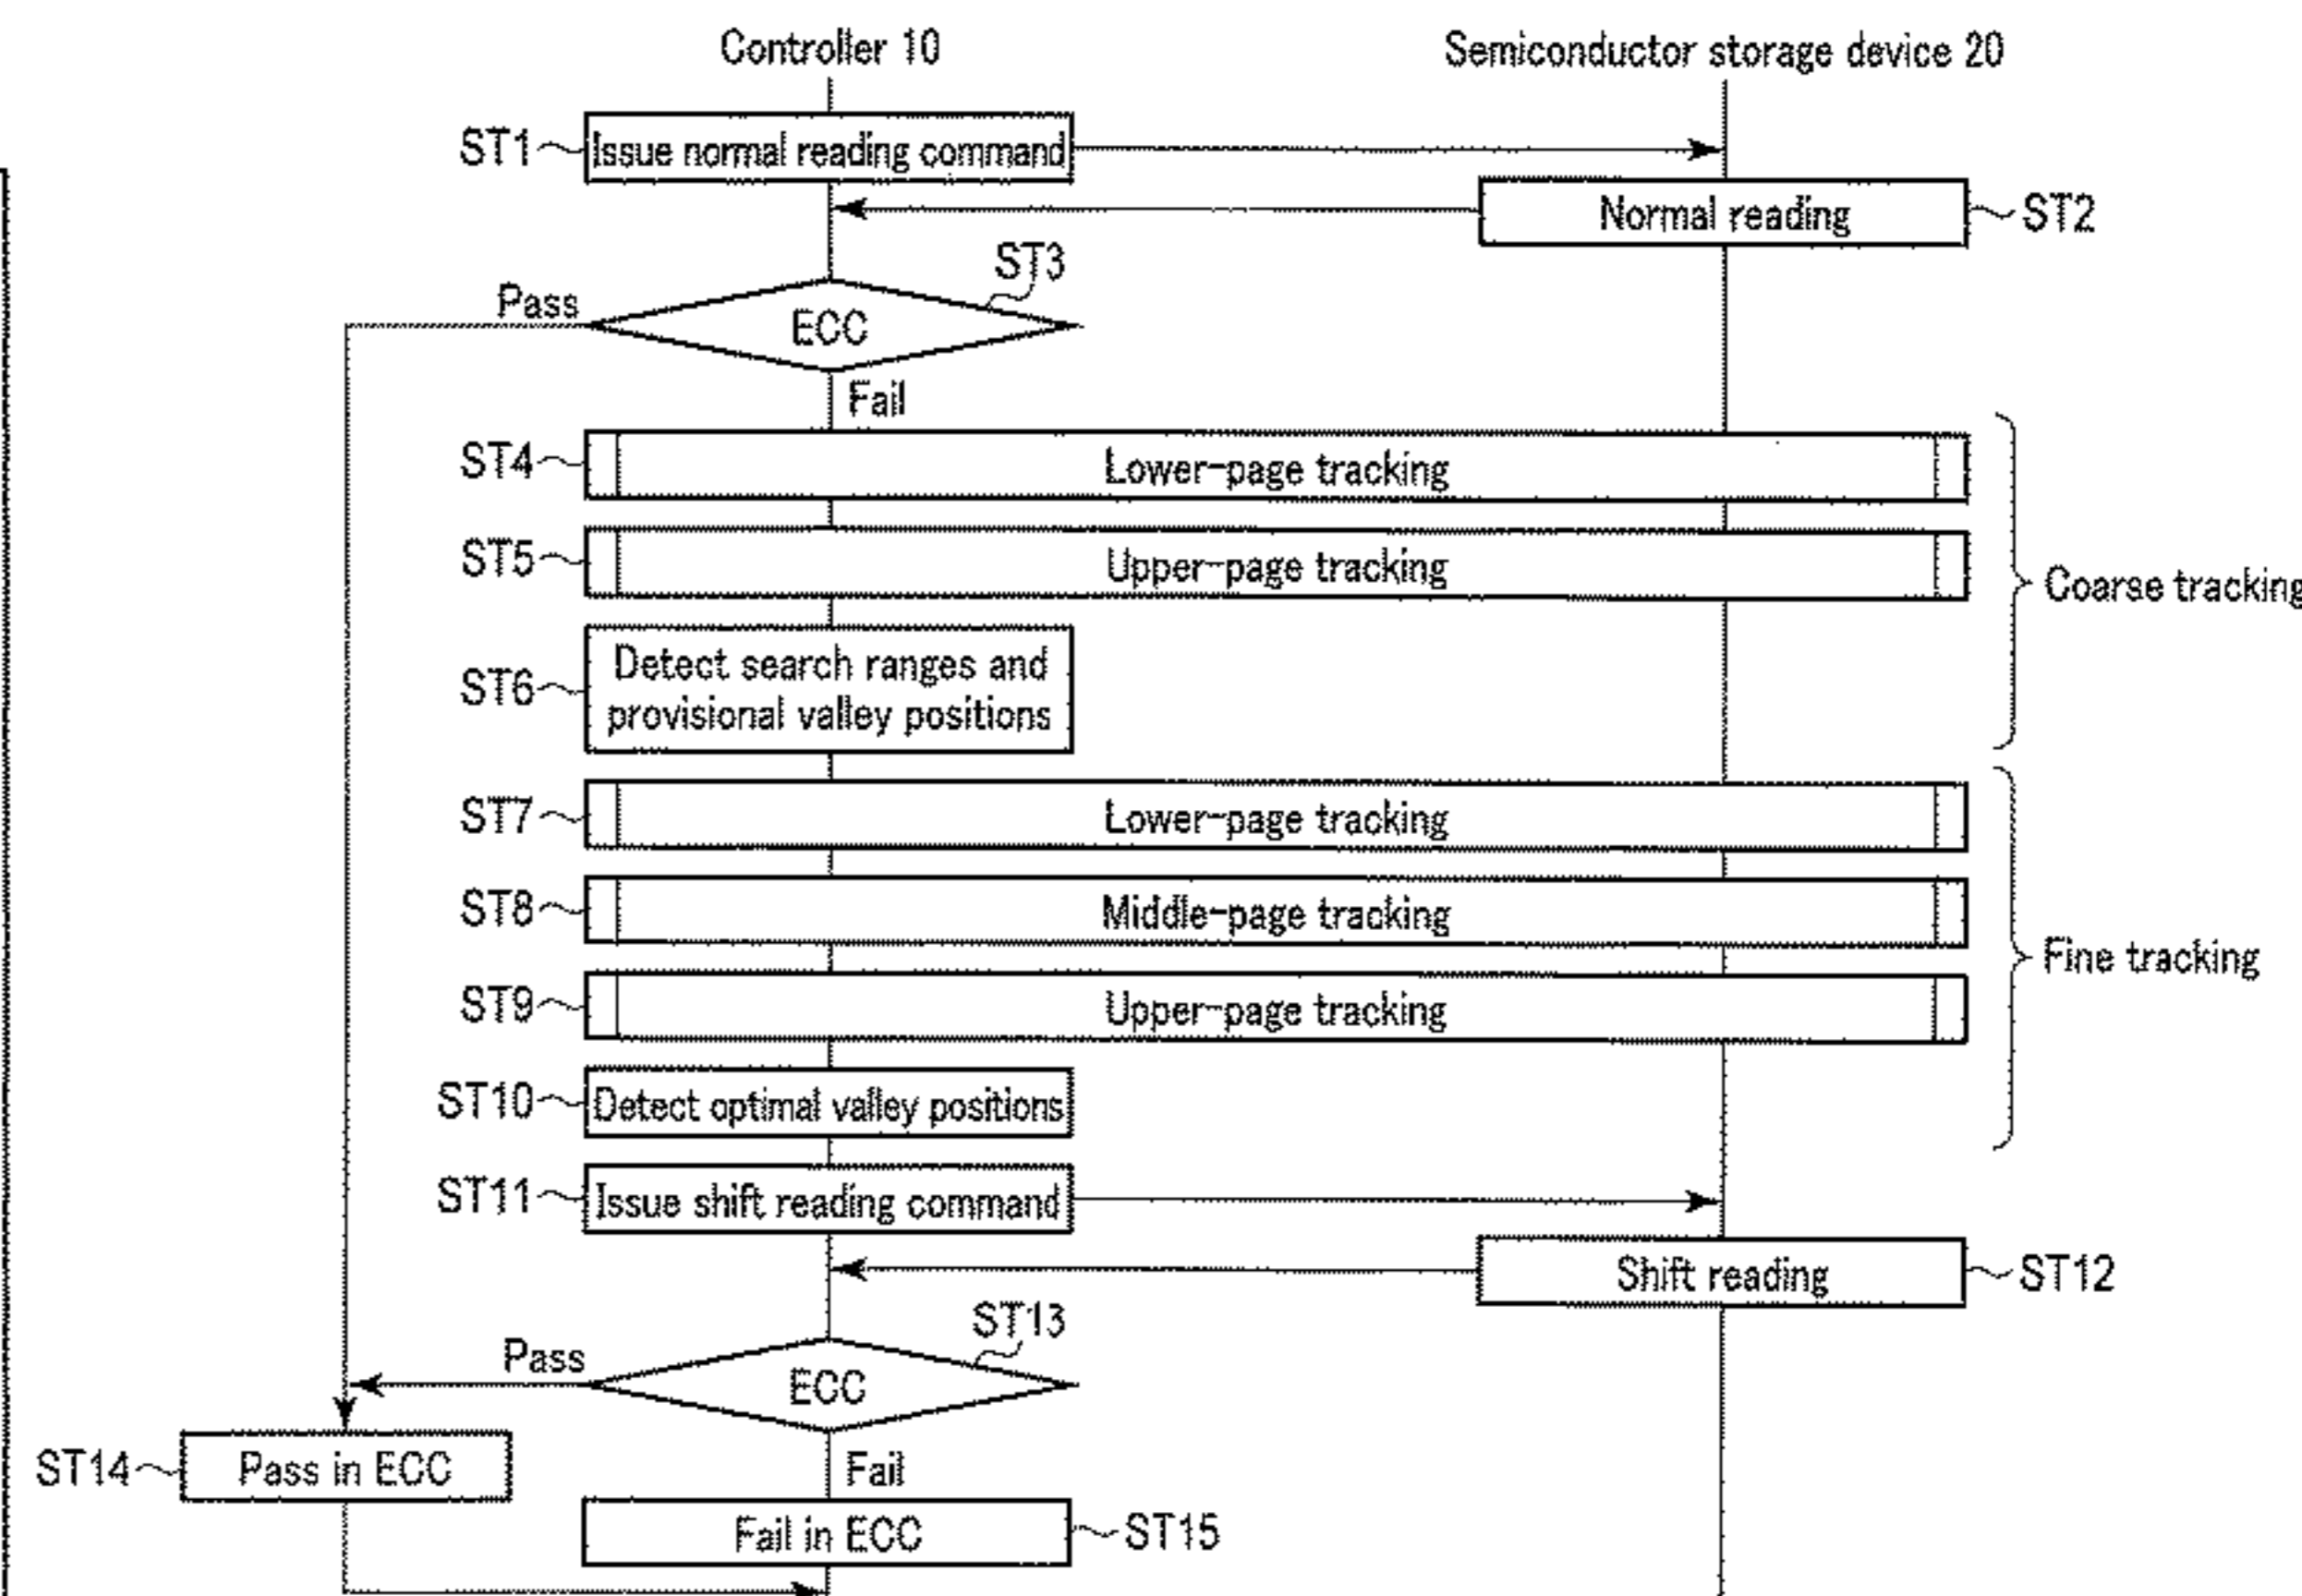 Controller 10
Semiconductor storage device 20
ST1
Issue normal reading command
Normal reading
ST2
ST3
Pass
ECC
Fail
ST4
Lower-page tracking
ST5
Upper-page tracking
Coarse tracking
ST6
Detect search ranges and
provisional valley positions
ST7
Lower-page tracking
ST8
Middle-page tracking
Fine tracking
ST9
Upper-page tracking
ST10
Detect optimal valley positions
ST11
Issue shift reading command
Shift reading
ST12
ST13
Pass
ECC
ST14
Pass in ECC
Fail
Fail in ECC
ST15